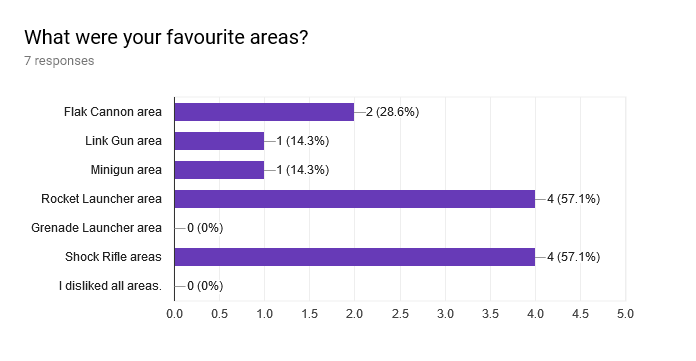 What were your favourite areas?
7 responses
Flak Cannon area 2 (28.6%)
Link Gun area 1 (14.3%)
Minigun area 1 (14.3%)
Rocket Launcher area 4 (57.1%)
Grenade Launcher area 0 (0%)
Shock Rifle areas 4 (57.1%)
I disliked all areas. 0 (0%)
0.0 0.5 1.0 1.5 2.0 2.5 3.0 3.5 4.0 4.5 5.0